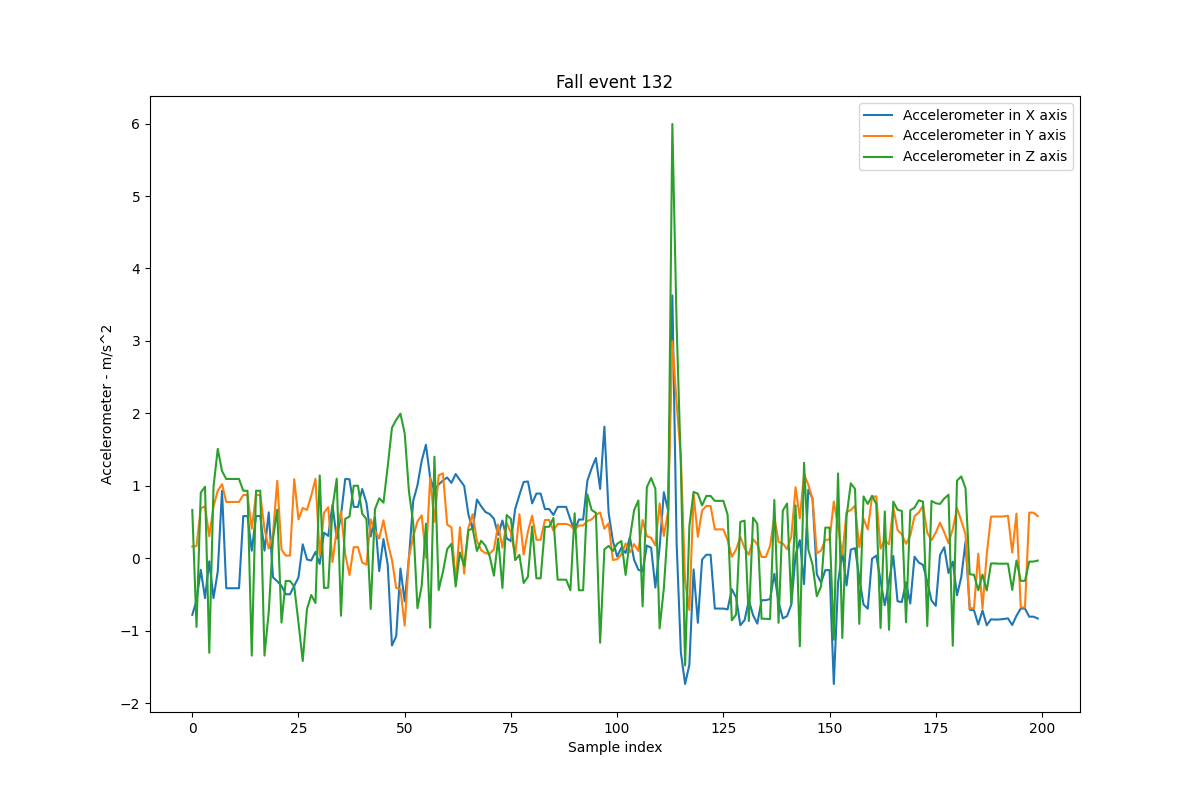 Fall event 132
Accelerometer in X axis
Accelerometer in Y axis
Accelerometer in Z axis
6
5
4
3
2
1
0
−1
−2
Accelerometer - m/s^2
0 25 50 75 100 125 150 175 200
Sample index